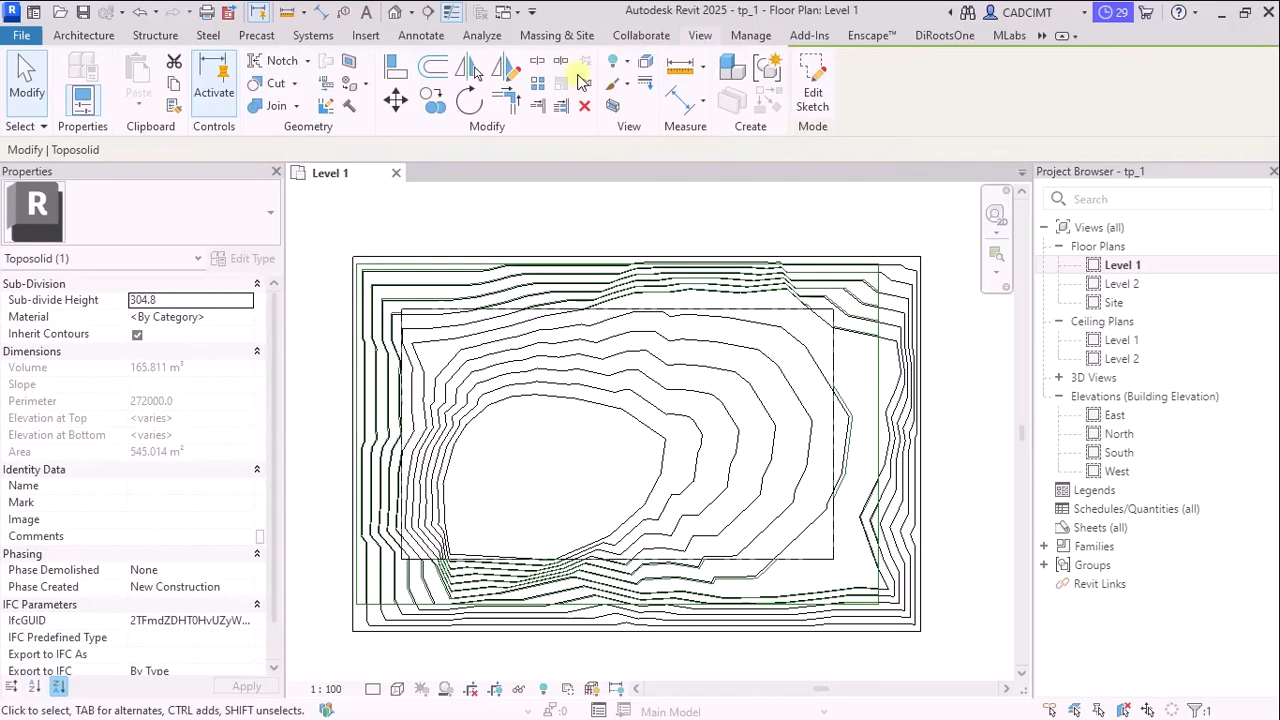 Autodesk Revit 2025 - tp_1 - Floor Plan: Level 1
CADCIMT
29
File
Architecture
Structure
Steel
Precast
Systems
Insert
Annotate
Analyze
Massing & Site
Collaborate
View
Manage
Add-Ins
Enscape™
DiRootsOne
MLabs
Modify
Paste
Activate
Notch
Cut
Join
Edit
Sketch
Select
Properties
Clipboard
Controls
Geometry
Modify
View
Measure
Create
Mode
Modify | Toposolid
Properties
R
Toposolid (1)
Edit Type
Sub-Division
Sub-divide Height 304.8
Material <By Category>
Inherit Contours
Dimensions
Volume 165.811 m³
Slope
Perimeter 272000.0
Elevation at Top <varies>
Elevation at Bottom <varies>
Area 545.014 m²
Identity Data
Name
Mark
Image
Comments
Phasing
Phase Demolished None
Phase Created New Construction
IFC Parameters
IfcGUID 2TFmdZDHT0HvUZyW...
IFC Predefined Type
Export to IFC As
Export to IFC By Type
Apply
Level 1
2D
1 : 100
Project Browser - tp_1
Search
Views (all)
Floor Plans
Level 1
Level 2
Site
Ceiling Plans
Level 1
Level 2
3D Views
Elevations (Building Elevation)
East
North
South
West
Legends
Schedules/Quantities (all)
Sheets (all)
Families
Groups
Revit Links
Click to select, TAB for alternates, CTRL adds, SHIFT unselects.
:0
Main Model
:1